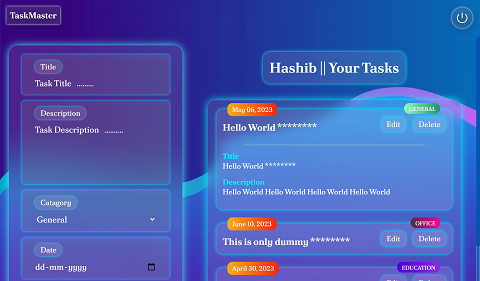 TaskMaster
Title
Task Title ........
Description
Task Description .........
Catagory
General
Date
dd-mm-yyyy
Hashib || Your Tasks
May 06, 2023
GENERAL
Hello World ********
Edit
Delete
Title
Hello World ********
Description
Hello World Hello World Hello World Hello World
June 10, 2023
OFFICE
This is only dummy ********
Edit
Delete
April 30, 2023
EDUCATION
Edit
Delete